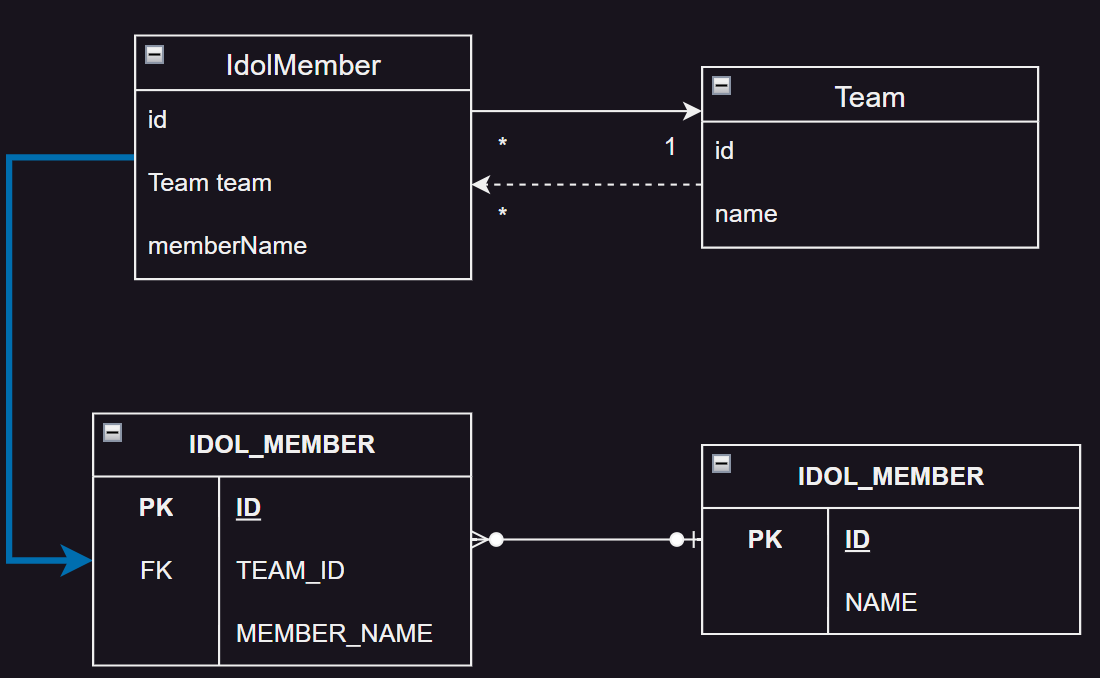 IdolMember
id
Team team
memberName
*
1
*
Team
id
name
IDOL_MEMBER
PK ID
FK TEAM_ID
MEMBER_NAME
IDOL_MEMBER
PK ID
NAME